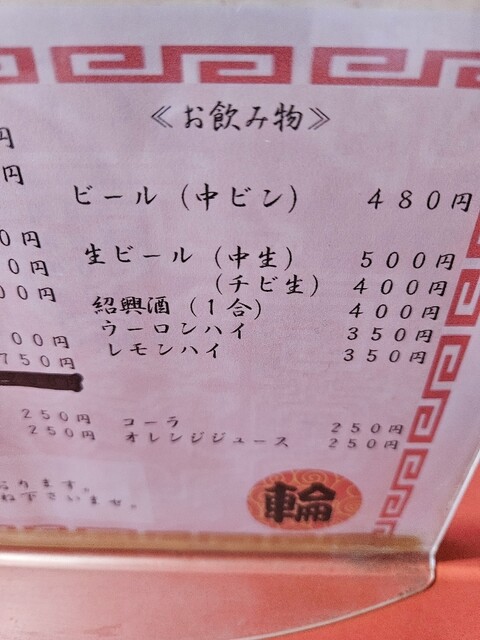 《お飲み物》
円
円
ビール（中ビン） 480円
0円
生ビール（中生） 500円
0円
（チビ生） 400円
00円
紹興酒（1合） 400円
ウーロンハイ 350円
00円
レモンハイ 350円
750円
250円 コーラ 250円
250円 オレンジジュース 250円
おります。
ね下さいませ。
輪